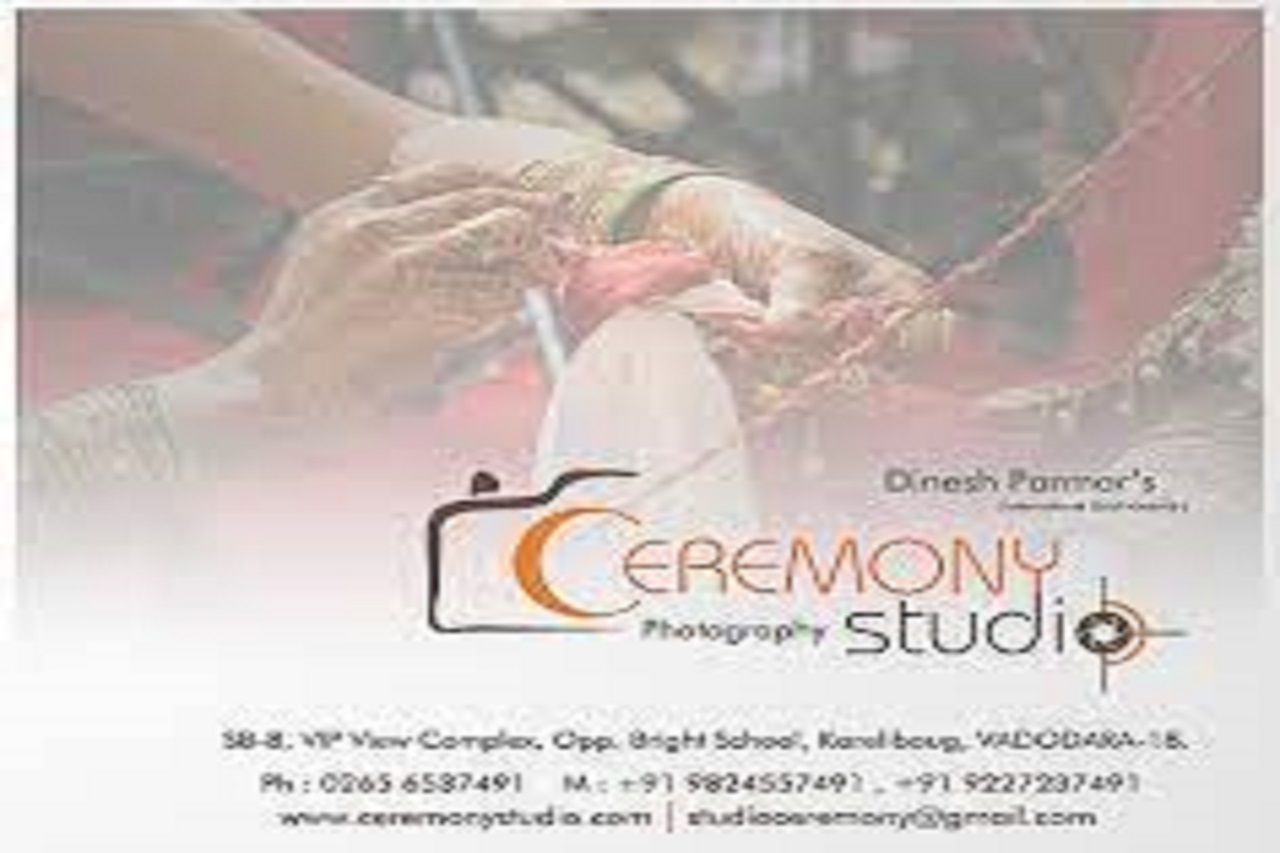 Dinesh Parmar's
CEREMONY
Photography studio
SB-8, VIP View Complex, Opp. Bright School, Karelibaug, VADODARA-18.
Ph : 0265 6537491 M : +91 9824557491 , +91 9227237491
www.ceremonystudio.com | studioceremony@gmail.com